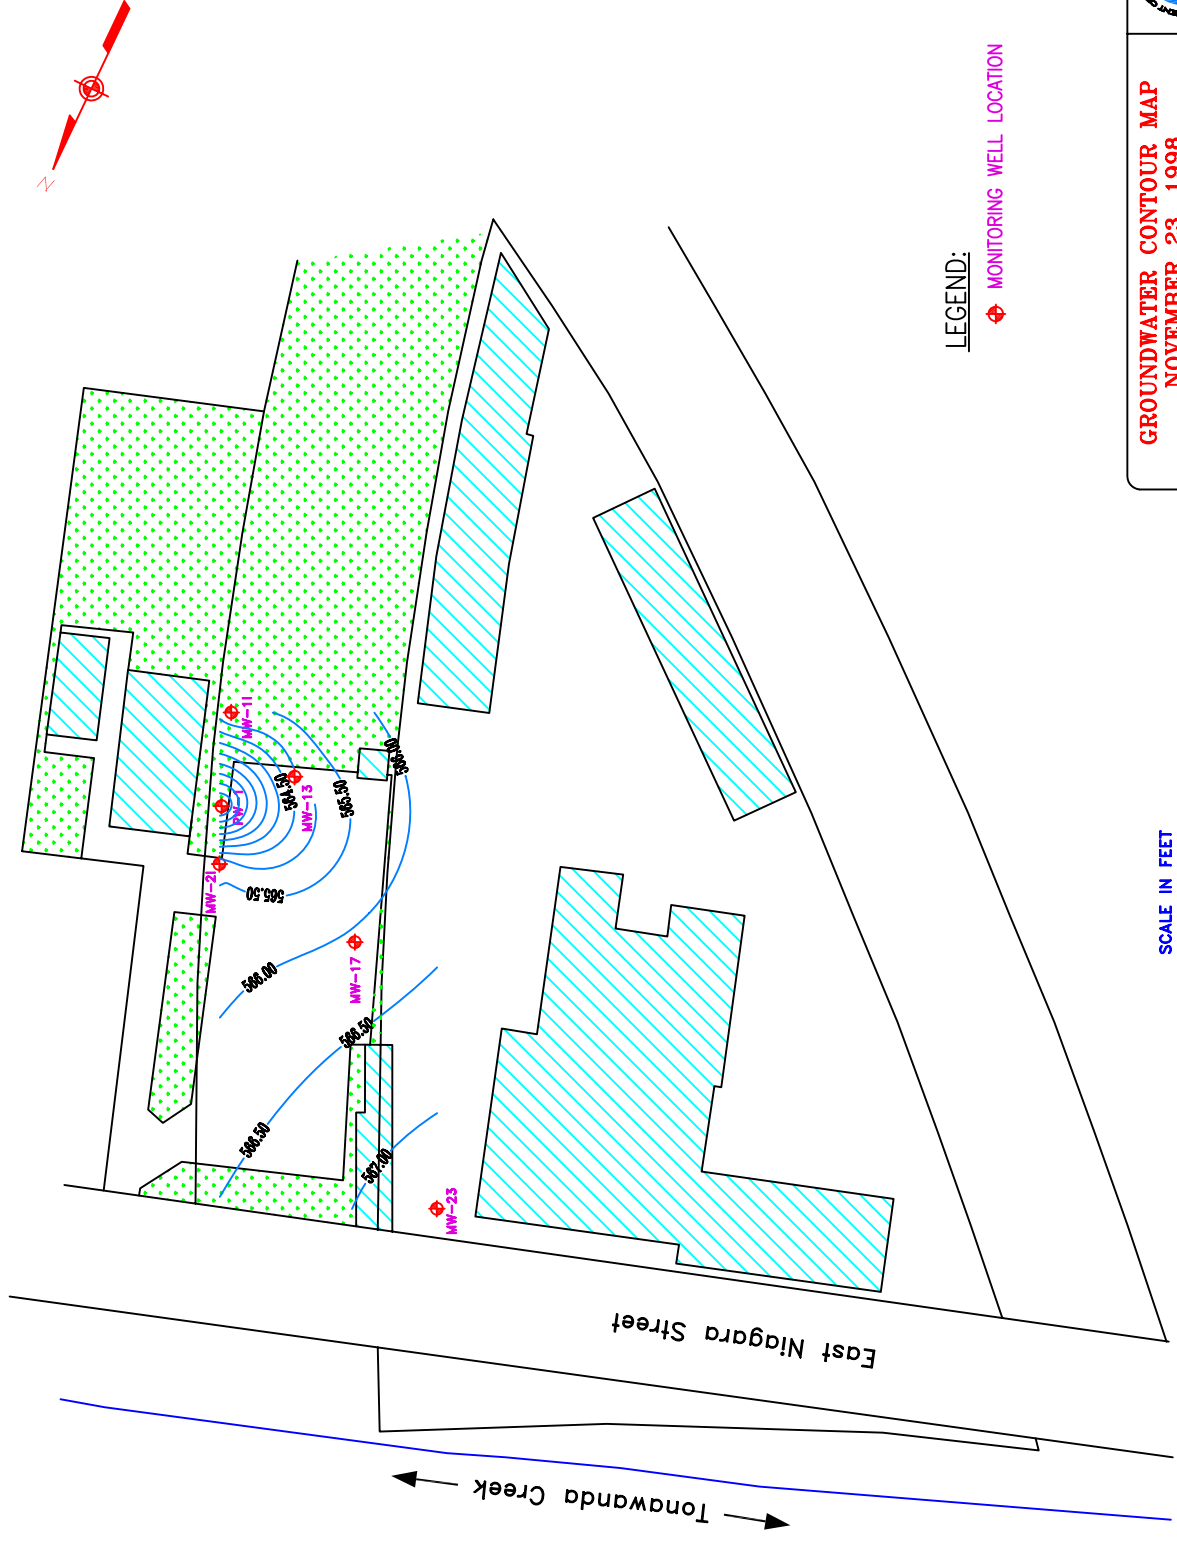 N
LEGEND:
MONITORING WELL LOCATION
GROUNDWATER CONTOUR MAP
NOVEMBER 23, 1998
SCALE IN FEET
MW-11
564.50
RW-1
MW-13
565.50
566.00
MW-21
565.50
566.00
MW-17
566.50
566.50
567.00
MW-23
East Niagara Street
Tonawanda Creek